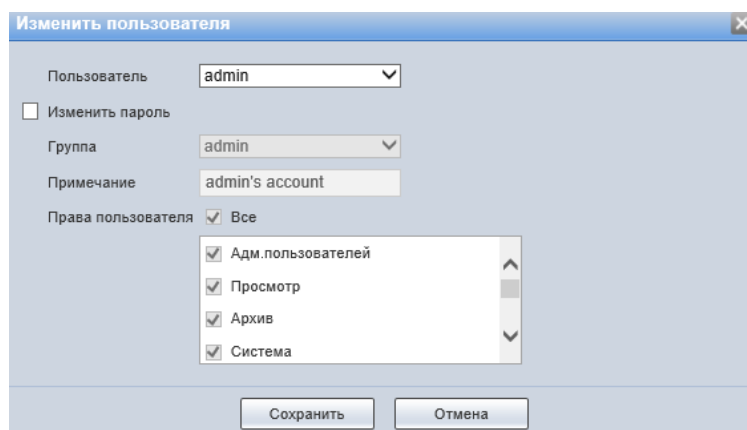 Изменить пользователя
Пользователь admin
Изменить пароль
Группа admin
Примечание admin's account
Права пользователя Все
Адм.пользователей
Просмотр
Архив
Система
Сохранить Отмена